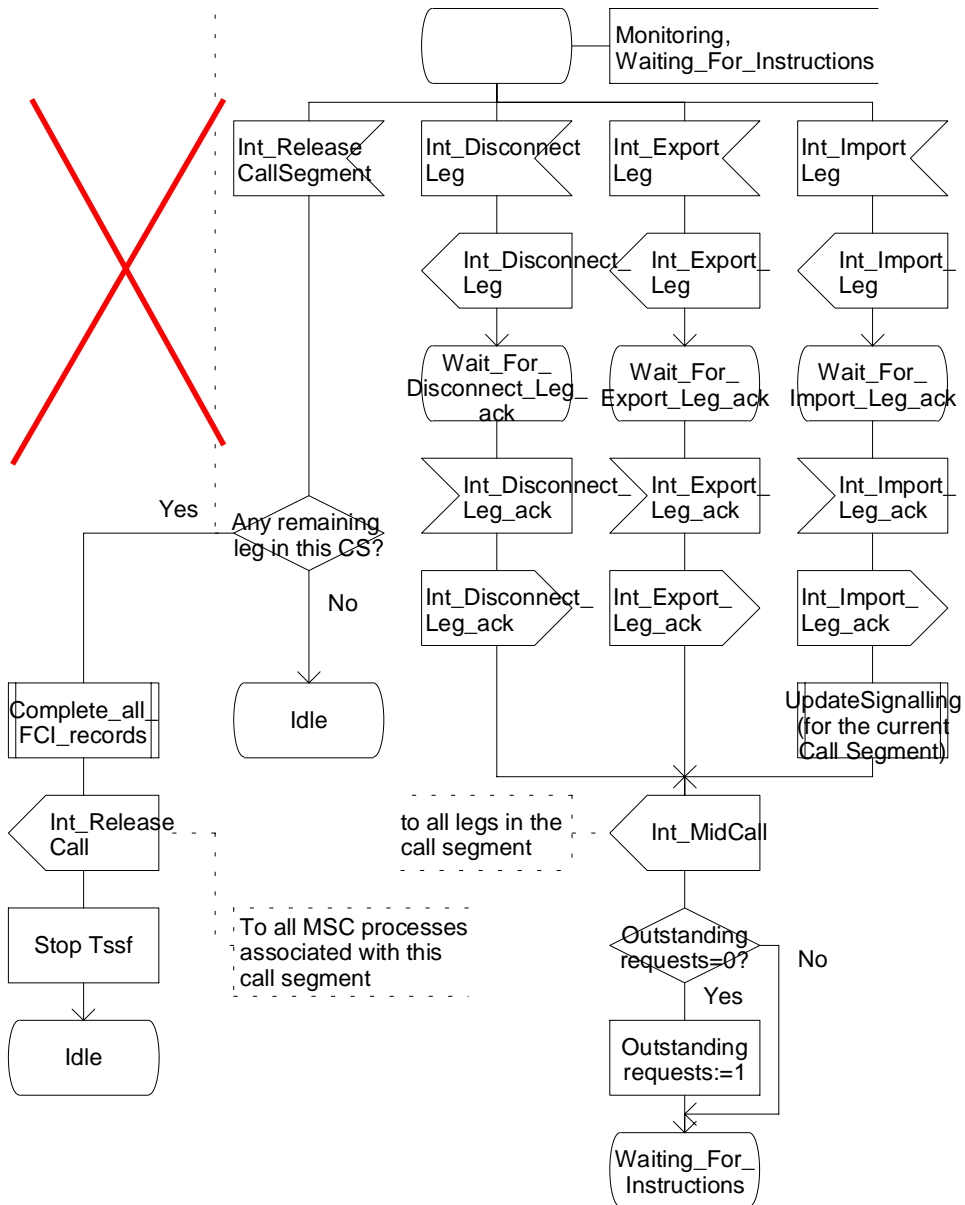 Monitoring,
Waiting_For_Instructions
Int_Release
CallSegment
Int_Disconnect
Leg
Int_Export
Leg
Int_Import
Leg
Int_Disconnect_
Leg
Int_Export_
Leg
Int_Import_
Leg
Wait_For_
Disconnect_Leg_
ack
Wait_For_
Export_Leg_ack
Wait_For_
Import_Leg_ack
Int_Disconnect_
Leg_ack
Int_Export_
Leg_ack
Int_Import_
Leg_ack
Yes
Any remaining
leg in this CS?
No
Int_Disconnect_
Leg_ack
Int_Export_
Leg_ack
Int_Import_
Leg_ack
Complete_all_
FCI_records
Idle
UpdateSignalling
(for the current
Call Segment)
Int_Release
Call
to all legs in the
call segment
Int_MidCall
Stop Tssf
To all MSC processes
associated with this
call segment
Outstanding
requests=0?
No
Yes
Idle
Outstanding
requests:=1
Waiting_For_
Instructions